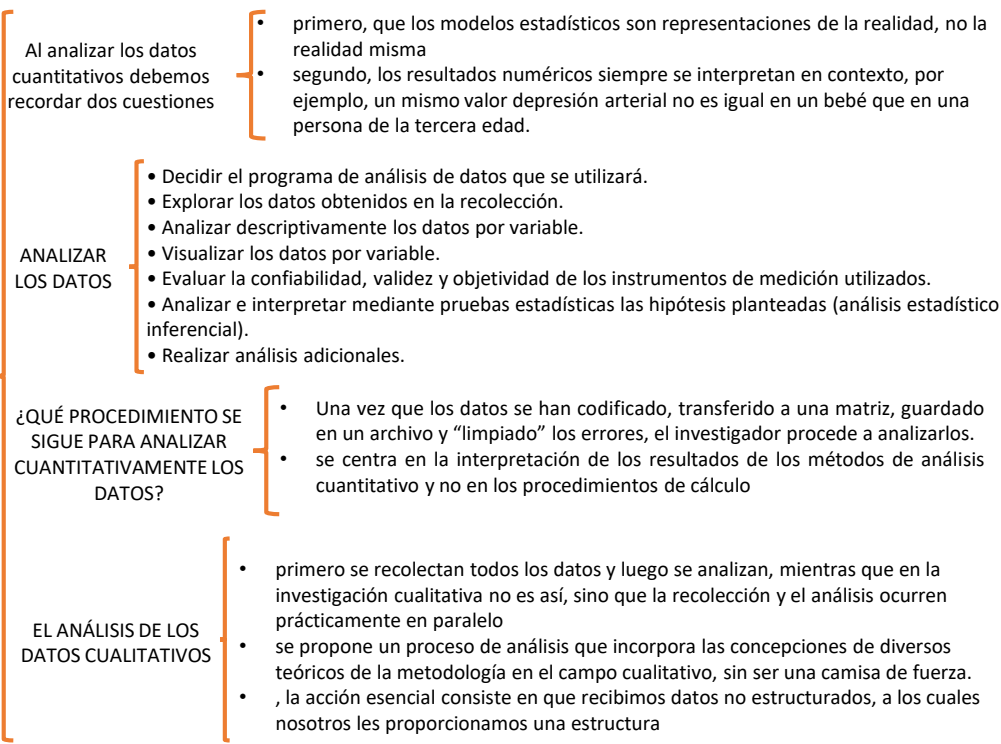 Al analizar los datos
cuantitativos debemos
recordar dos cuestiones
• primero, que los modelos estadísticos son representaciones de la realidad, no la
realidad misma
• segundo, los resultados numéricos siempre se interpretan en contexto, por
ejemplo, un mismo valor depresión arterial no es igual en un bebé que en una
persona de la tercera edad.
ANALIZAR
LOS DATOS
• Decidir el programa de análisis de datos que se utilizará.
• Explorar los datos obtenidos en la recolección.
• Analizar descriptivamente los datos por variable.
• Visualizar los datos por variable.
• Evaluar la confiabilidad, validez y objetividad de los instrumentos de medición utilizados.
• Analizar e interpretar mediante pruebas estadísticas las hipótesis planteadas (análisis estadístico
inferencial).
• Realizar análisis adicionales.
¿QUÉ PROCEDIMIENTO SE
SIGUE PARA ANALIZAR
CUANTITATIVAMENTE LOS
DATOS?
• Una vez que los datos se han codificado, transferido a una matriz, guardado
en un archivo y “limpiado” los errores, el investigador procede a analizarlos.
• se centra en la interpretación de los resultados de los métodos de análisis
cuantitativo y no en los procedimientos de cálculo
EL ANÁLISIS DE LOS
DATOS CUALITATIVOS
• primero se recolectan todos los datos y luego se analizan, mientras que en la
investigación cualitativa no es así, sino que la recolección y el análisis ocurren
prácticamente en paralelo
• se propone un proceso de análisis que incorpora las concepciones de diversos
teóricos de la metodología en el campo cualitativo, sin ser una camisa de fuerza.
• , la acción esencial consiste en que recibimos datos no estructurados, a los cuales
nosotros les proporcionamos una estructura